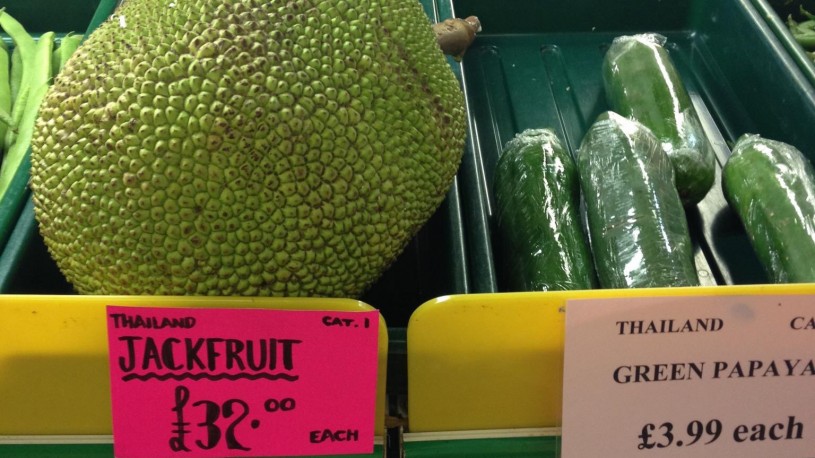 THAILAND CAT. 1
JACKFRUIT
£32.00
EACH
THAILAND
GREEN PAPAYA
£3.99 each